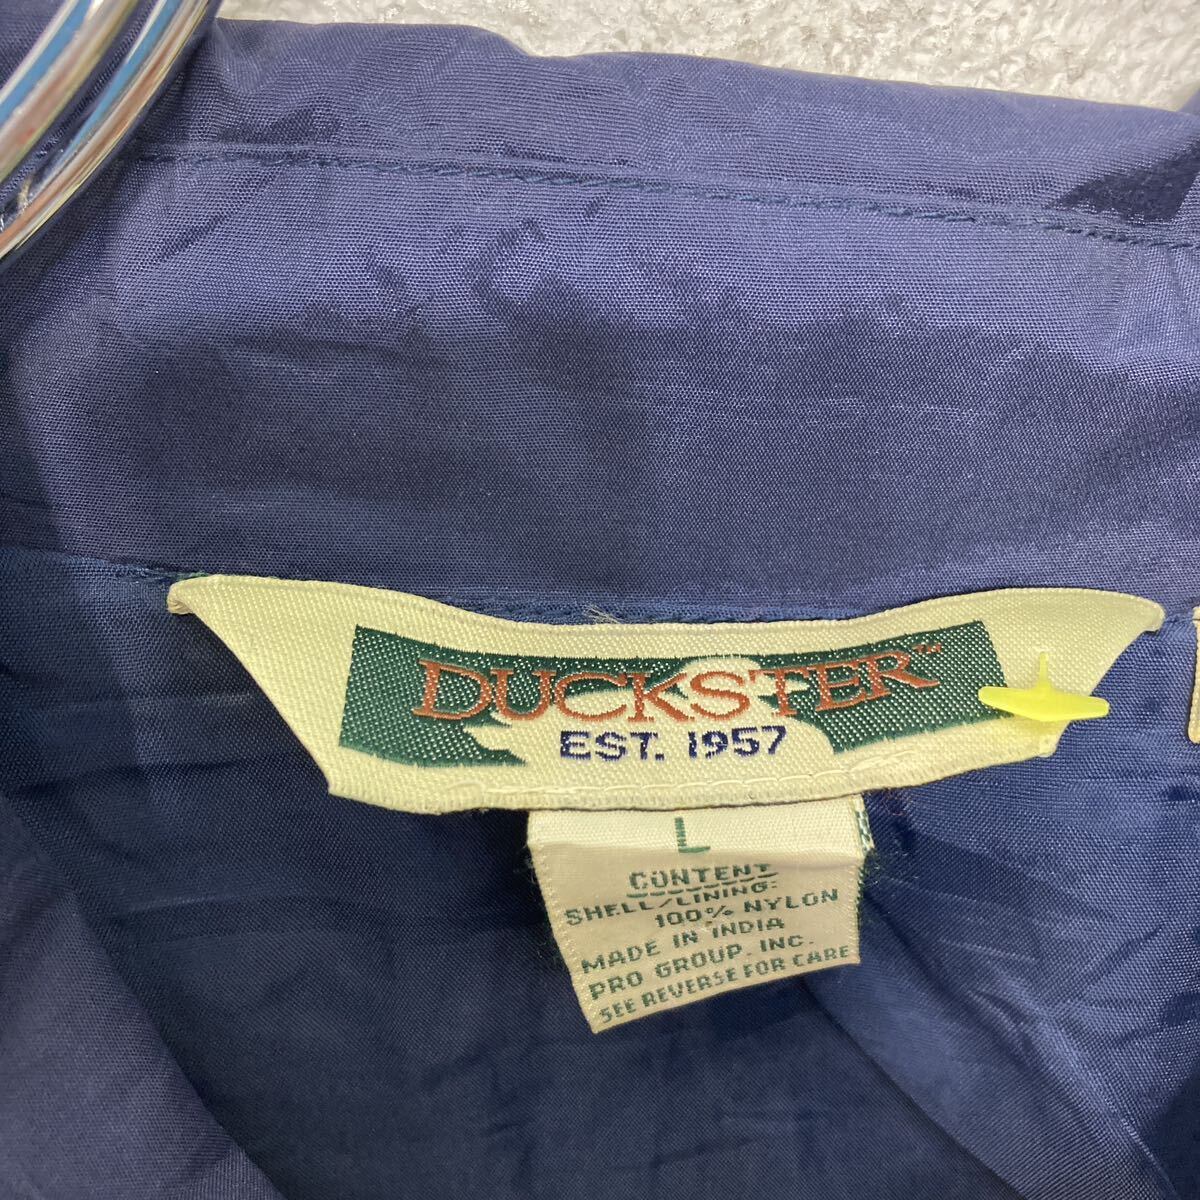 DUCKSTER™
EST. 1957
L
CONTENT
SHELL/LINING:
100% NYLON
MADE IN INDIA
PRO GROUP, INC.
SEE REVERSE FOR CARE